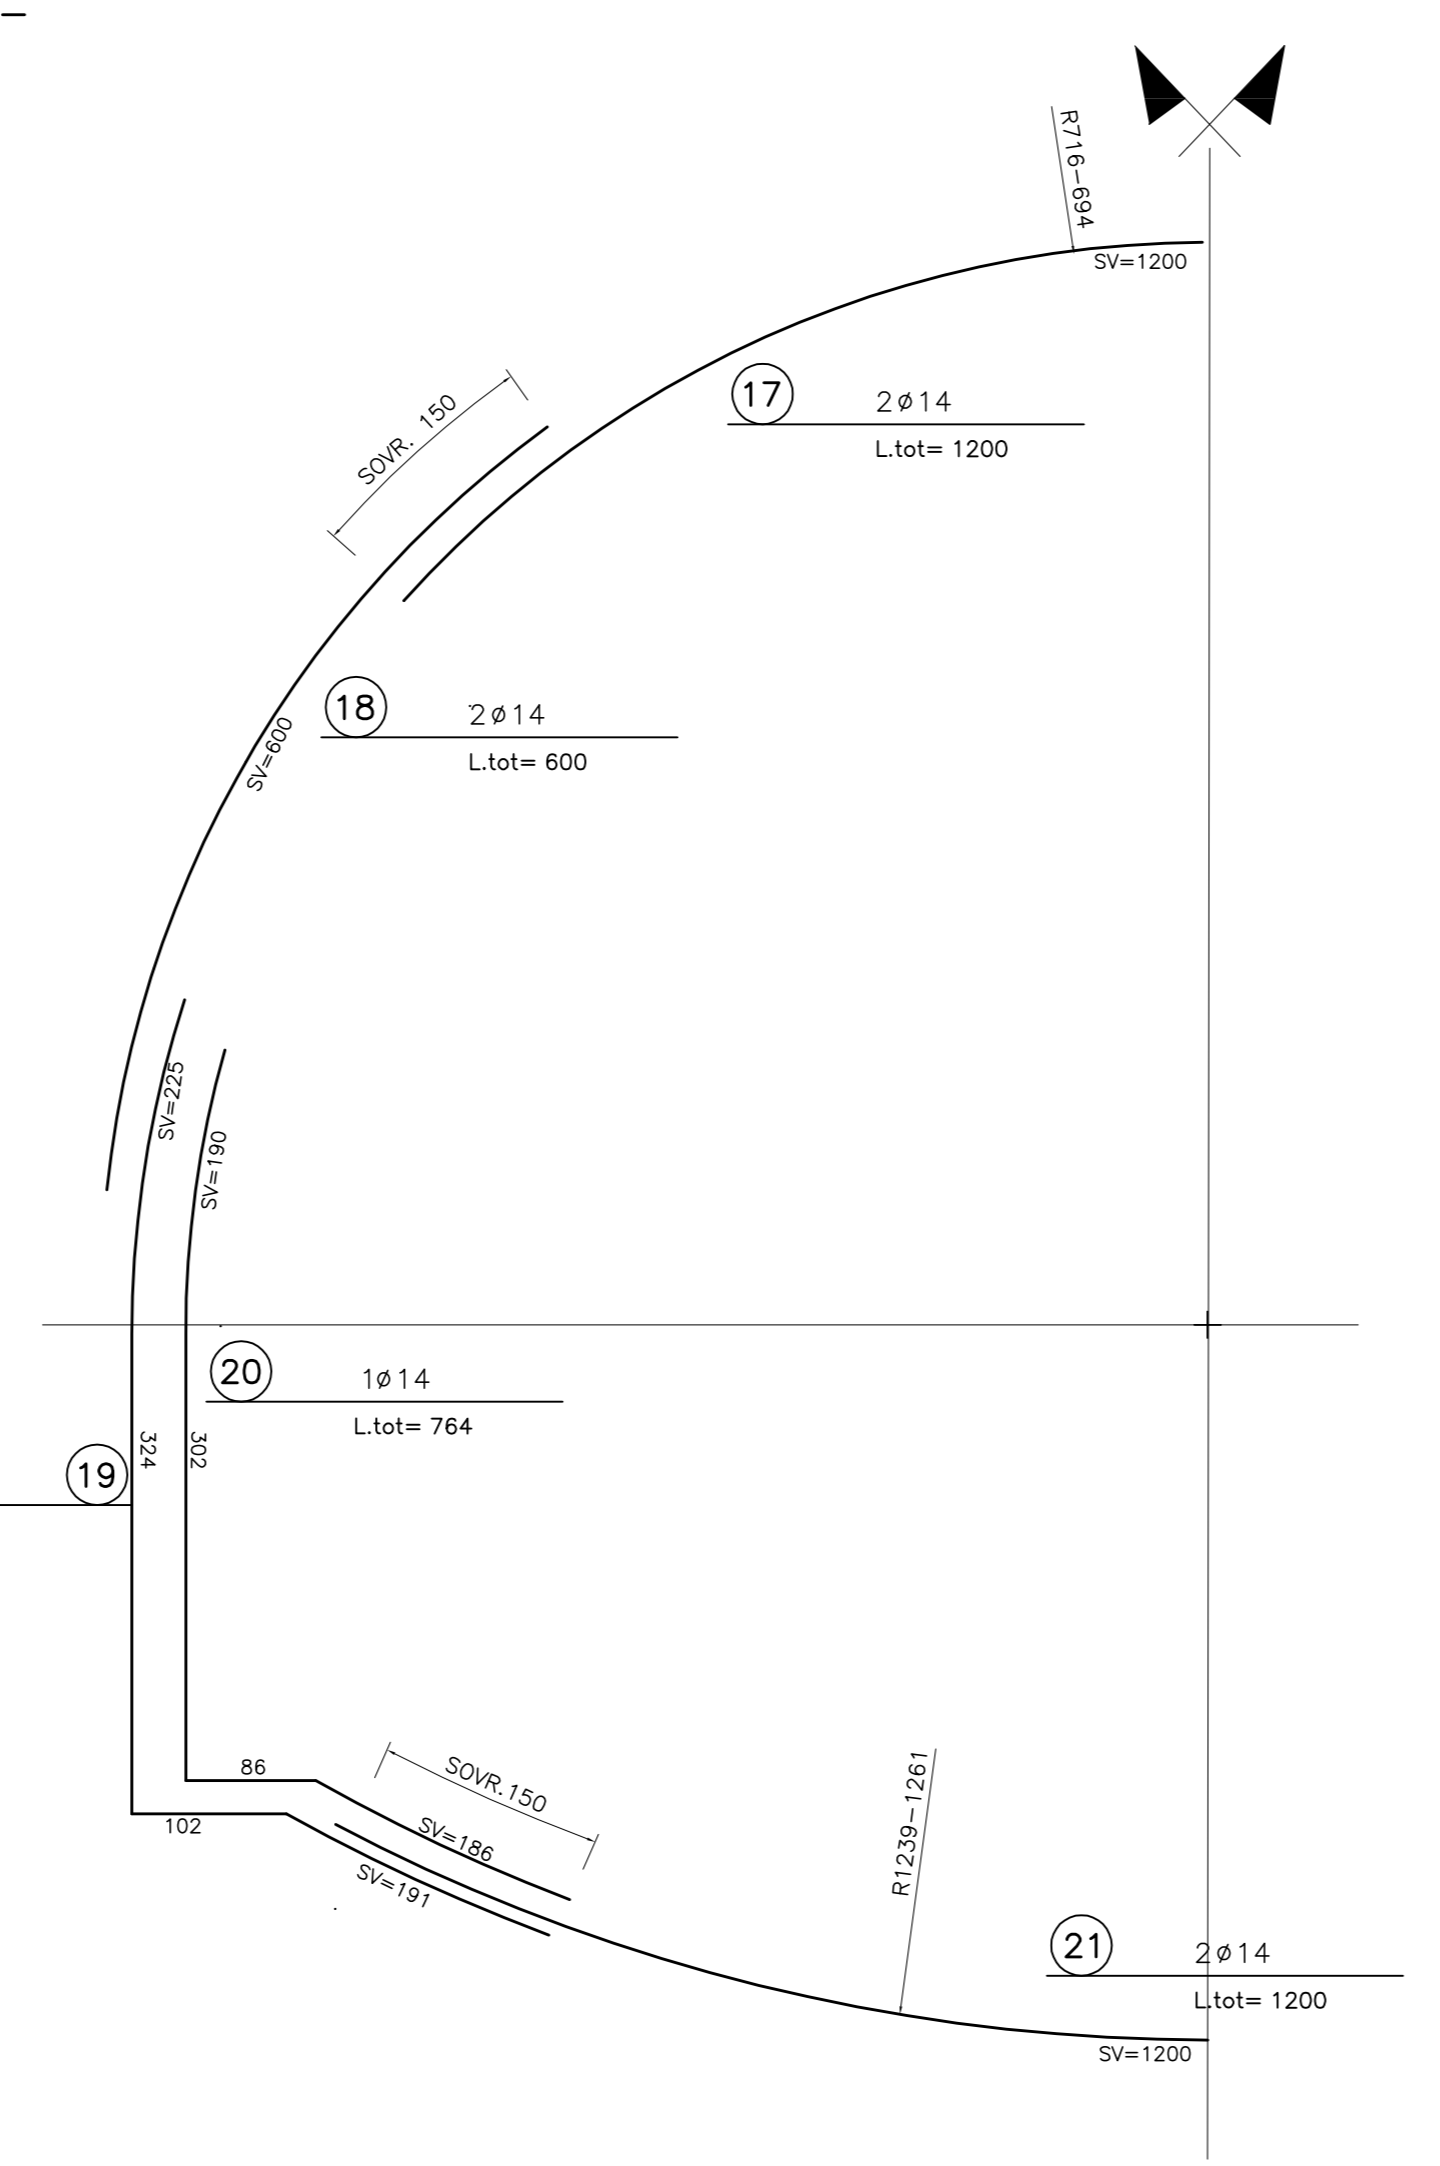 R716-694
SV=1200
SOVR. 150
17
2ø14
L.tot= 1200
18
2ø14
L.tot= 600
SV=600
SV=225
SV=190
20
1ø14
L.tot= 764
19
324
302
86
102
SOVR.150
SV=186
SV=191
R1239-1261
21
2ø14
L.tot= 1200
SV=1200